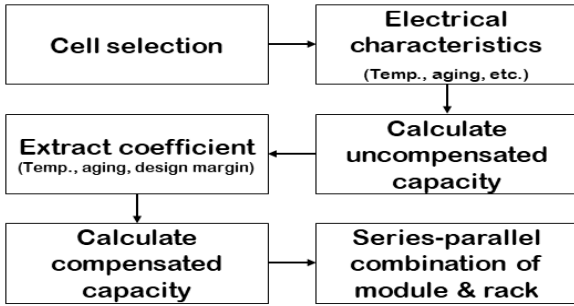 Cell selection
Electrical
characteristics
(Temp., aging, etc.)
Calculate
uncompensated
capacity
Extract coefficient
(Temp., aging, design margin)
Calculate
compensated
capacity
Series-parallel
combination of
module & rack